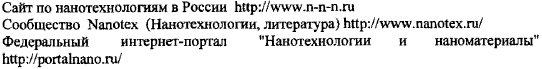 Сайт по нанотехнологиям в России http://www.n-n-n.ru
Сообщество Nanotex (Нанотехнологии, литература) http://www.nanotex.ru/
Федеральный интернет-портал "Нанотехнологии и наноматериалы"
http://portalnano.ru/